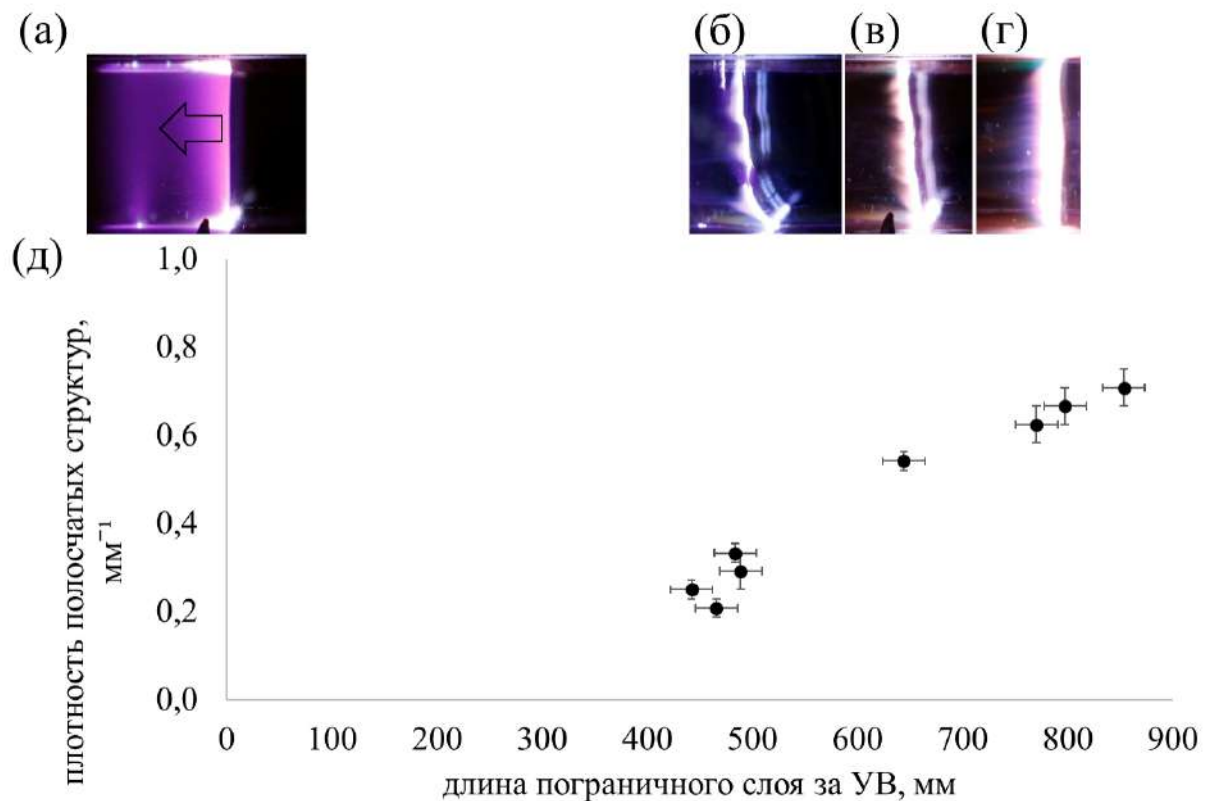 (а)
(б)
(в)
(г)
(д)
плотность полосчатых структур,
мм⁻¹
1,0
0,8
0,6
0,4
0,2
0,0
0 100 200 300 400 500 600 700 800 900
длина пограничного слоя за УВ, мм